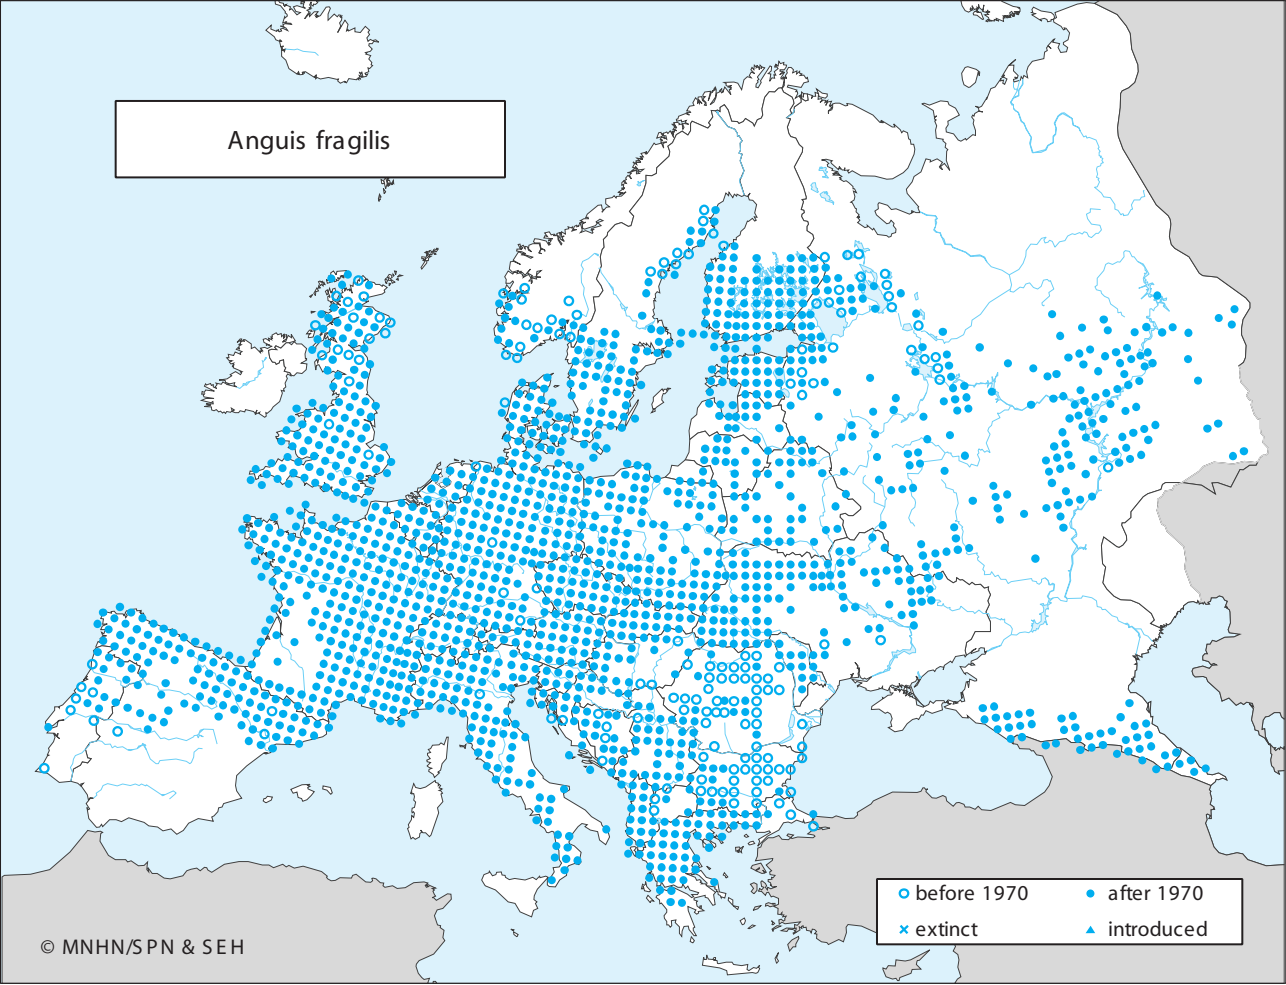 Anguis fragilis
before 1970
after 1970
extinct
introduced
© MNHN/SPN & SEH